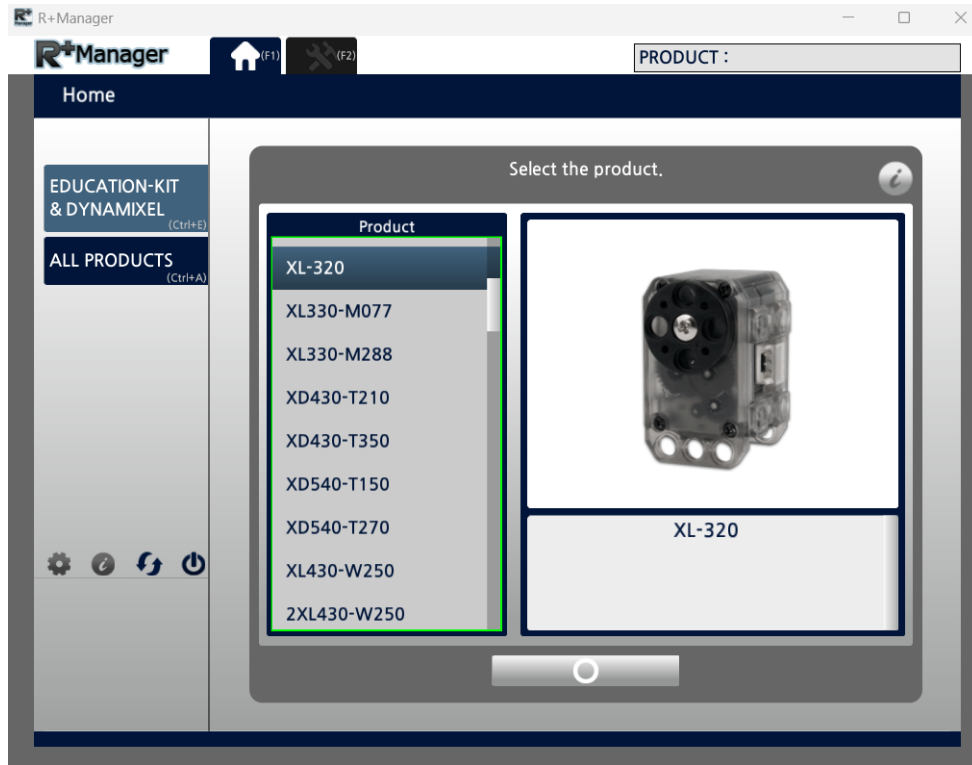 R+Manager
R+Manager
(F1)
(F2)
PRODUCT :
Home
EDUCATION-KIT
& DYNAMIXEL
(Ctrl+E)
ALL PRODUCTS
(Ctrl+A)
Select the product.
Product
XL-320
XL330-M077
XL330-M288
XD430-T210
XD430-T350
XD540-T150
XD540-T270
XL430-W250
2XL430-W250
XL-320